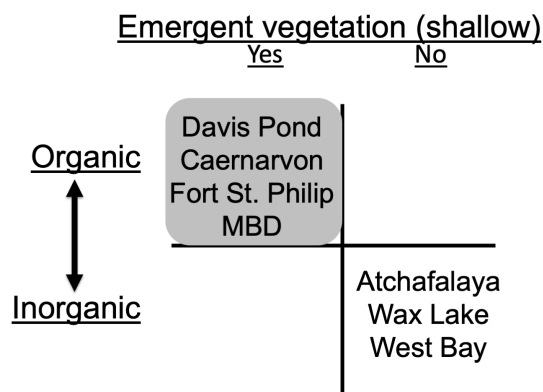 Emergent vegetation (shallow)
Yes
No
Organic
Inorganic
Davis Pond
Caernarvon
Fort St. Philip
MBD
Atchafalaya
Wax Lake
West Bay